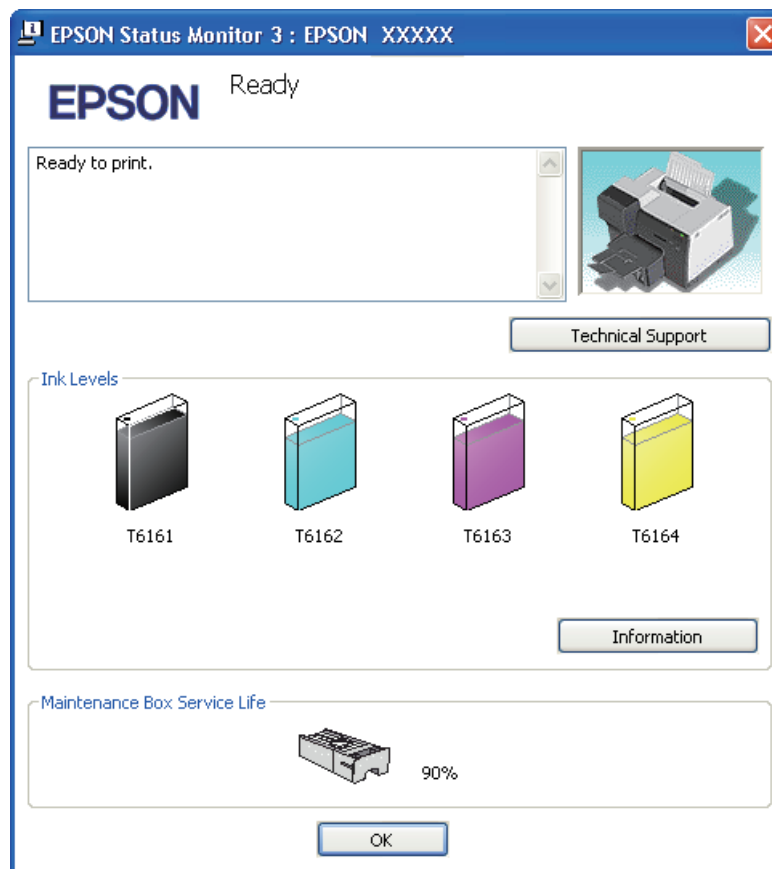 EPSON Status Monitor 3 : EPSON XXXXX
EPSON
Ready
Ready to print.
Technical Support
Ink Levels
T6161
T6162
T6163
T6164
Information
Maintenance Box Service Life
90%
OK